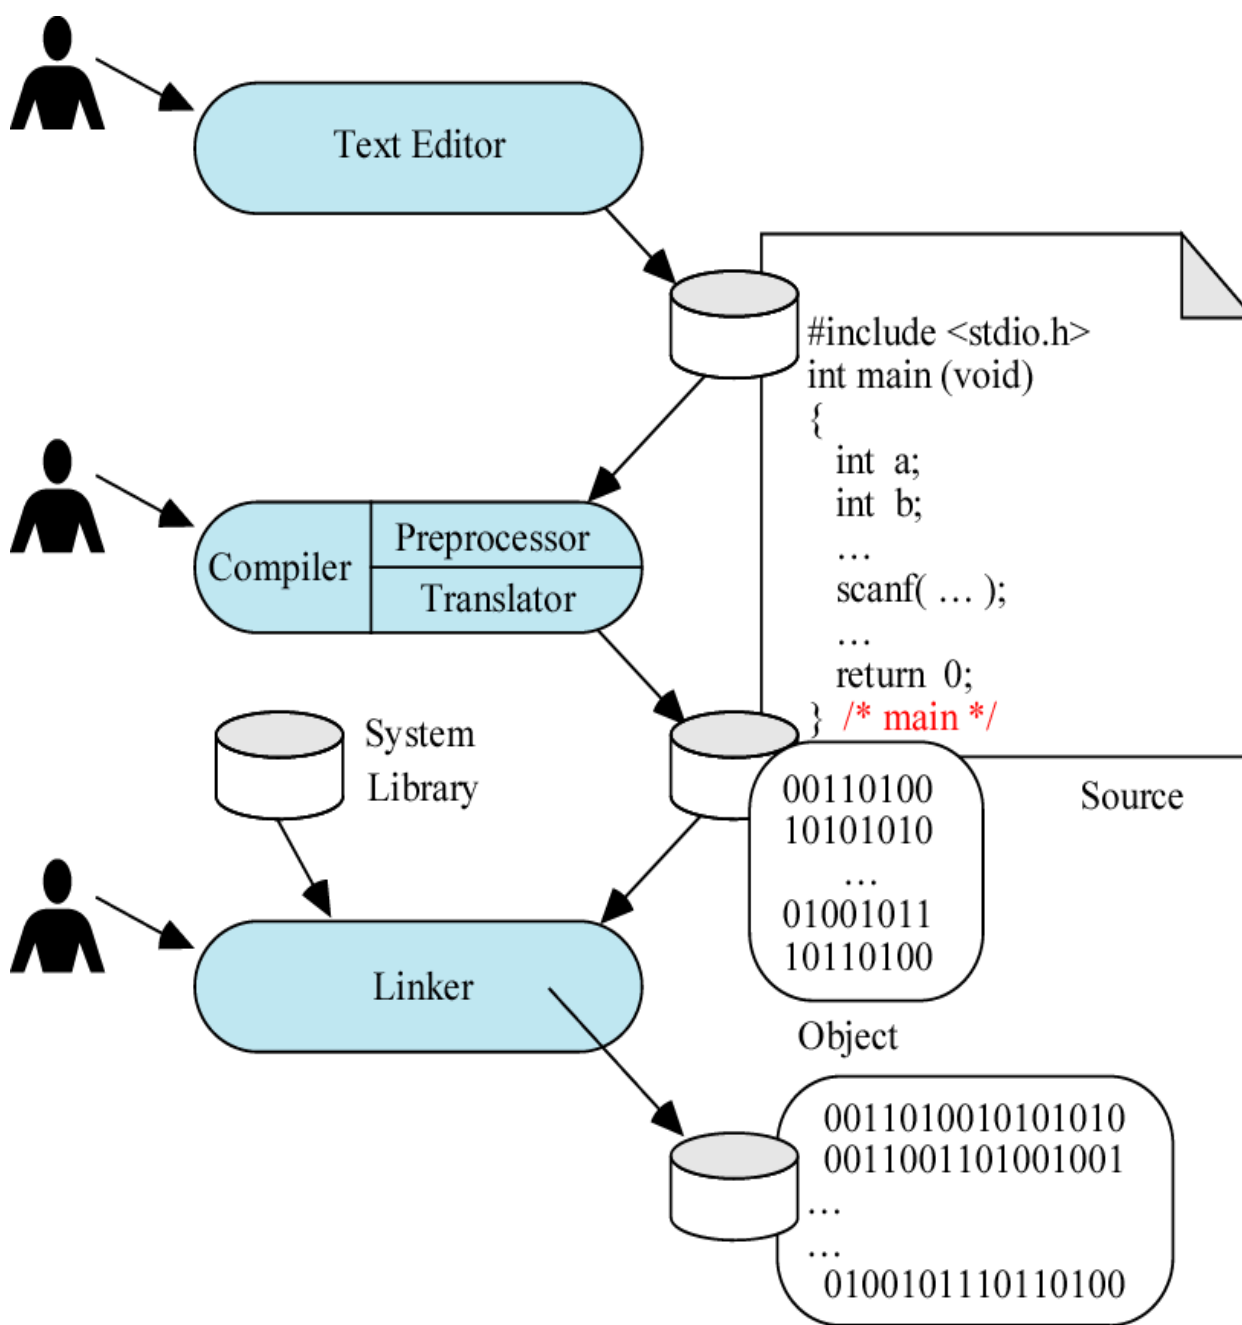 Text Editor
#include <stdio.h>
int main (void)
{
int a;
int b;
…
scanf( … );
…
return 0;
} /* main */
Source
Compiler
Preprocessor
Translator
System
Library
00110100
10101010
…
01001011
10110100
Object
Linker
0011010010101010
0011001101001001
…
…
0100101110110100